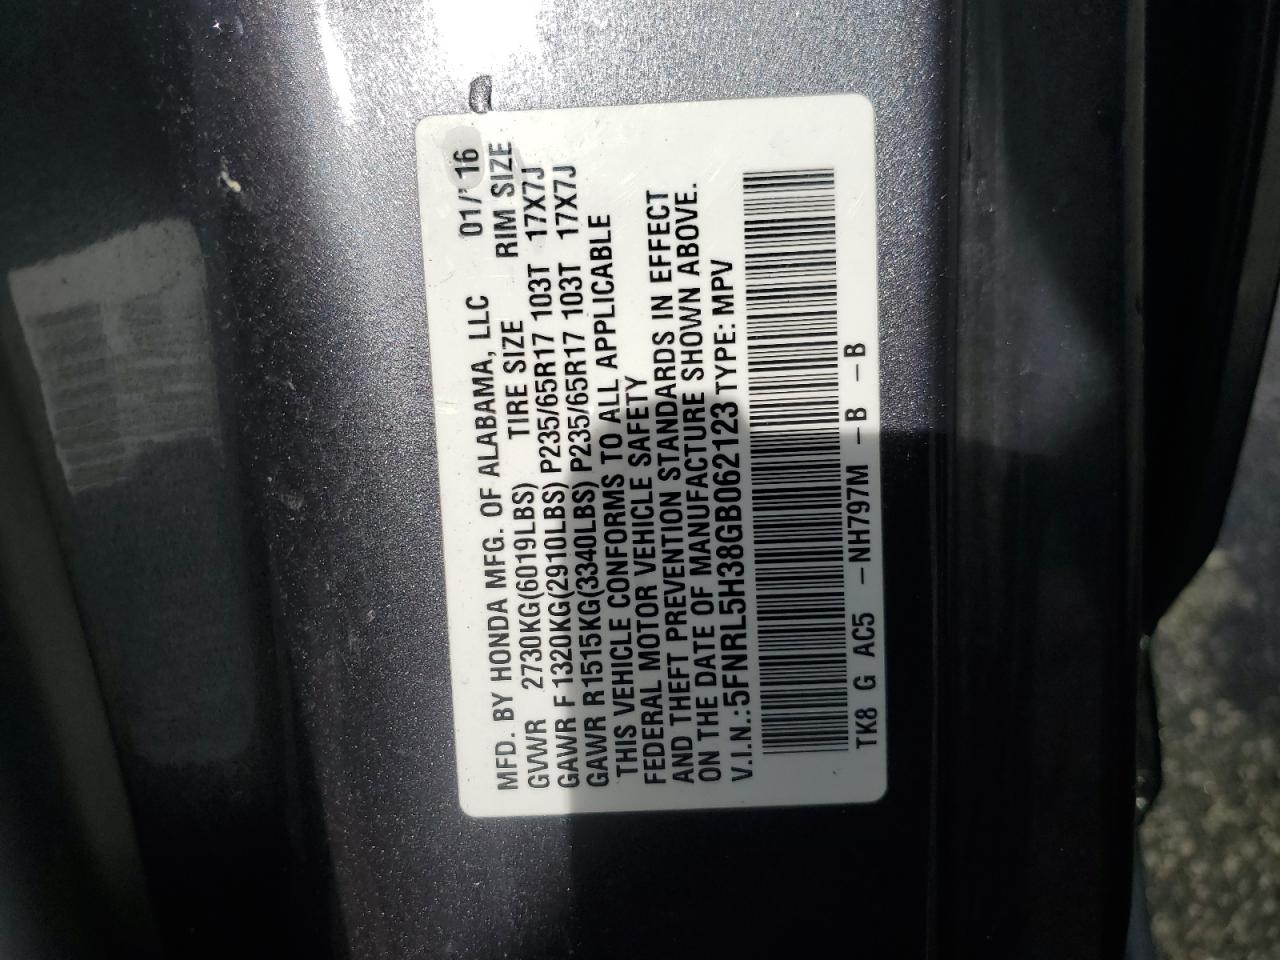 MFD. BY HONDA MFG. OF ALABAMA, LLC 01/'16
GVWR 2730KG(6019LBS) TIRE SIZE RIM SIZE
GAWR F 1320KG(2910LBS) P235/65R17 103T 17X7J
GAWR R 1515KG(3340LBS) P235/65R17 103T 17X7J
THIS VEHICLE CONFORMS TO ALL APPLICABLE
FEDERAL MOTOR VEHICLE SAFETY
AND THEFT PREVENTION STANDARDS IN EFFECT
ON THE DATE OF MANUFACTURE SHOWN ABOVE.
V.I.N.:5FNRL5H38GB062123 TYPE: MPV
TK8 G AC5 -NH797M -B -B